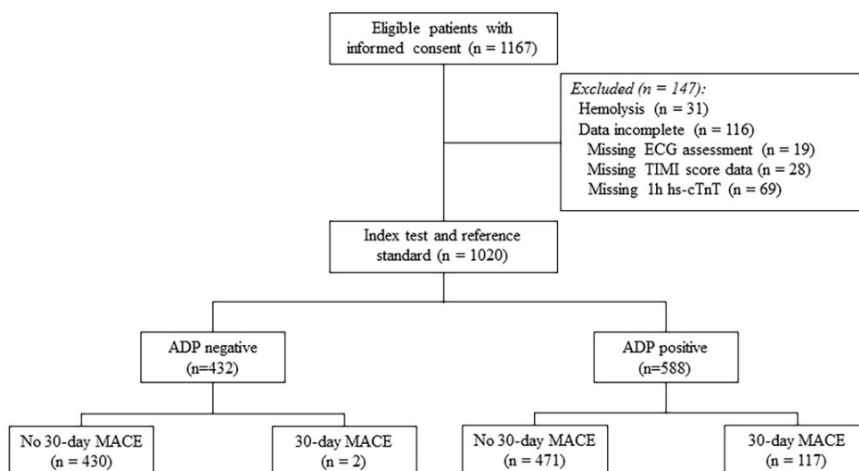 Eligible patients with
informed consent (n = 1167)
Excluded (n = 147):
Hemolysis (n = 31)
Data incomplete (n = 116)
Missing ECG assessment (n = 19)
Missing TIMI score data (n = 28)
Missing 1h hs-cTnT (n = 69)
Index test and reference
standard (n = 1020)
ADP negative
(n=432)
ADP positive
(n=588)
No 30-day MACE
(n = 430)
30-day MACE
(n = 2)
No 30-day MACE
(n = 471)
30-day MACE
(n = 117)